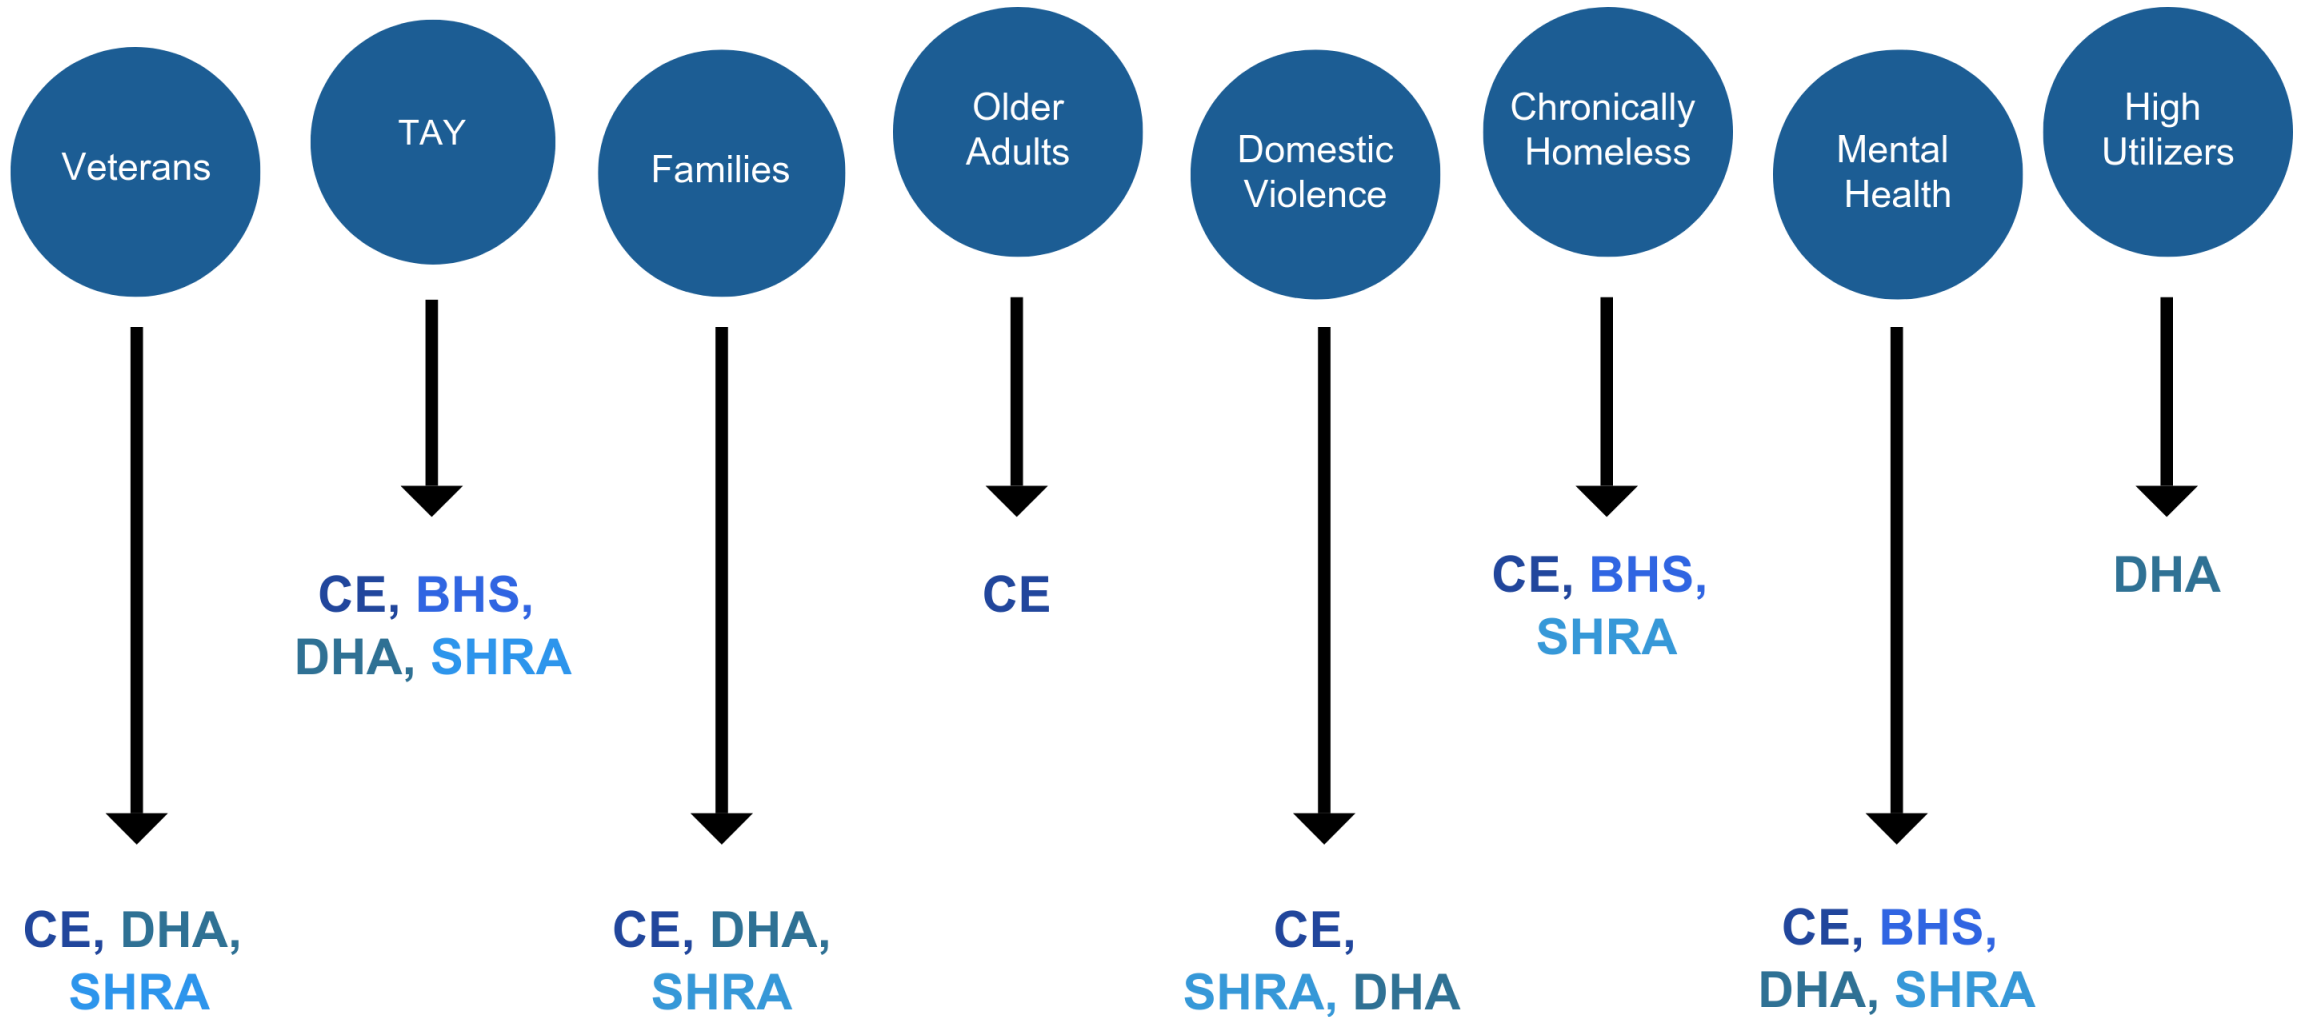 Veterans
TAY
Families
Older
Adults
Domestic
Violence
Chronically
Homeless
Mental
Health
High
Utilizers
CE, DHA,
SHRA
CE, BHS,
DHA, SHRA
CE, DHA,
SHRA
CE
CE,
SHRA, DHA
CE, BHS,
SHRA
CE, BHS,
DHA, SHRA
DHA